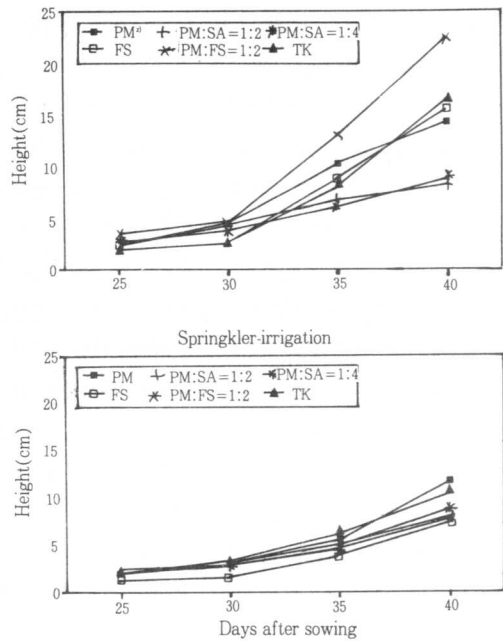 25
20
15
10
5
0
Height(cm)
PM²⁾ PM:SA=1:2 PM:SA=1:4
FS PM:FS=1:2 TK
25 30 35 40
Springkler-irrigation
25
20
15
10
5
0
Height(cm)
PM PM:SA=1:2 PM:SA=1:4
FS PM:FS=1:2 TK
25 30 35 40
Days after sowing